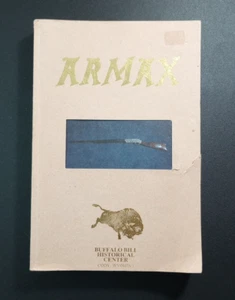 ARMAX
BUFFALO BILL
HISTORICAL
CENTER